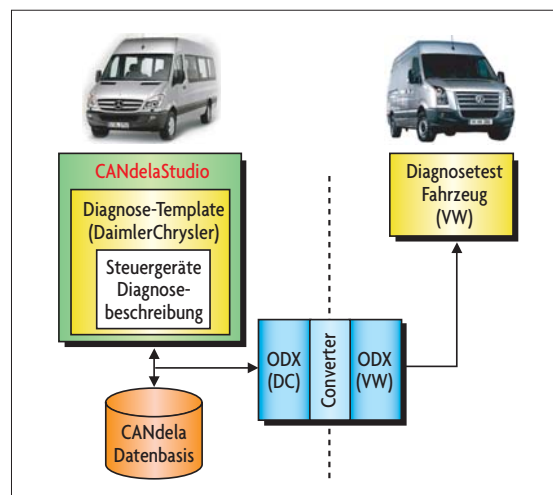 CANdelaStudio
Diagnose-Template
(DaimlerChrysler)
Steuergeräte
Diagnose-
beschreibung
Diagnosetest
Fahrzeug
(VW)
ODX
(DC)
Converter
ODX
(VW)
CANdela
Datenbasis